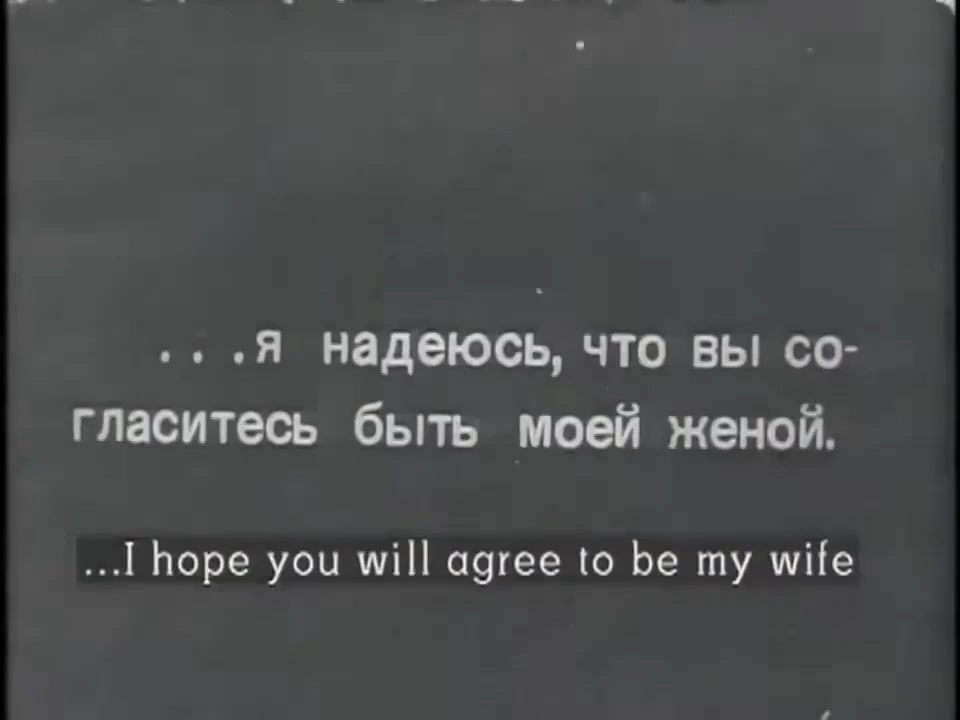 ...я надеюсь, что вы со-
гласитесь быть моей женой.
...I hope you will agree to be my wife